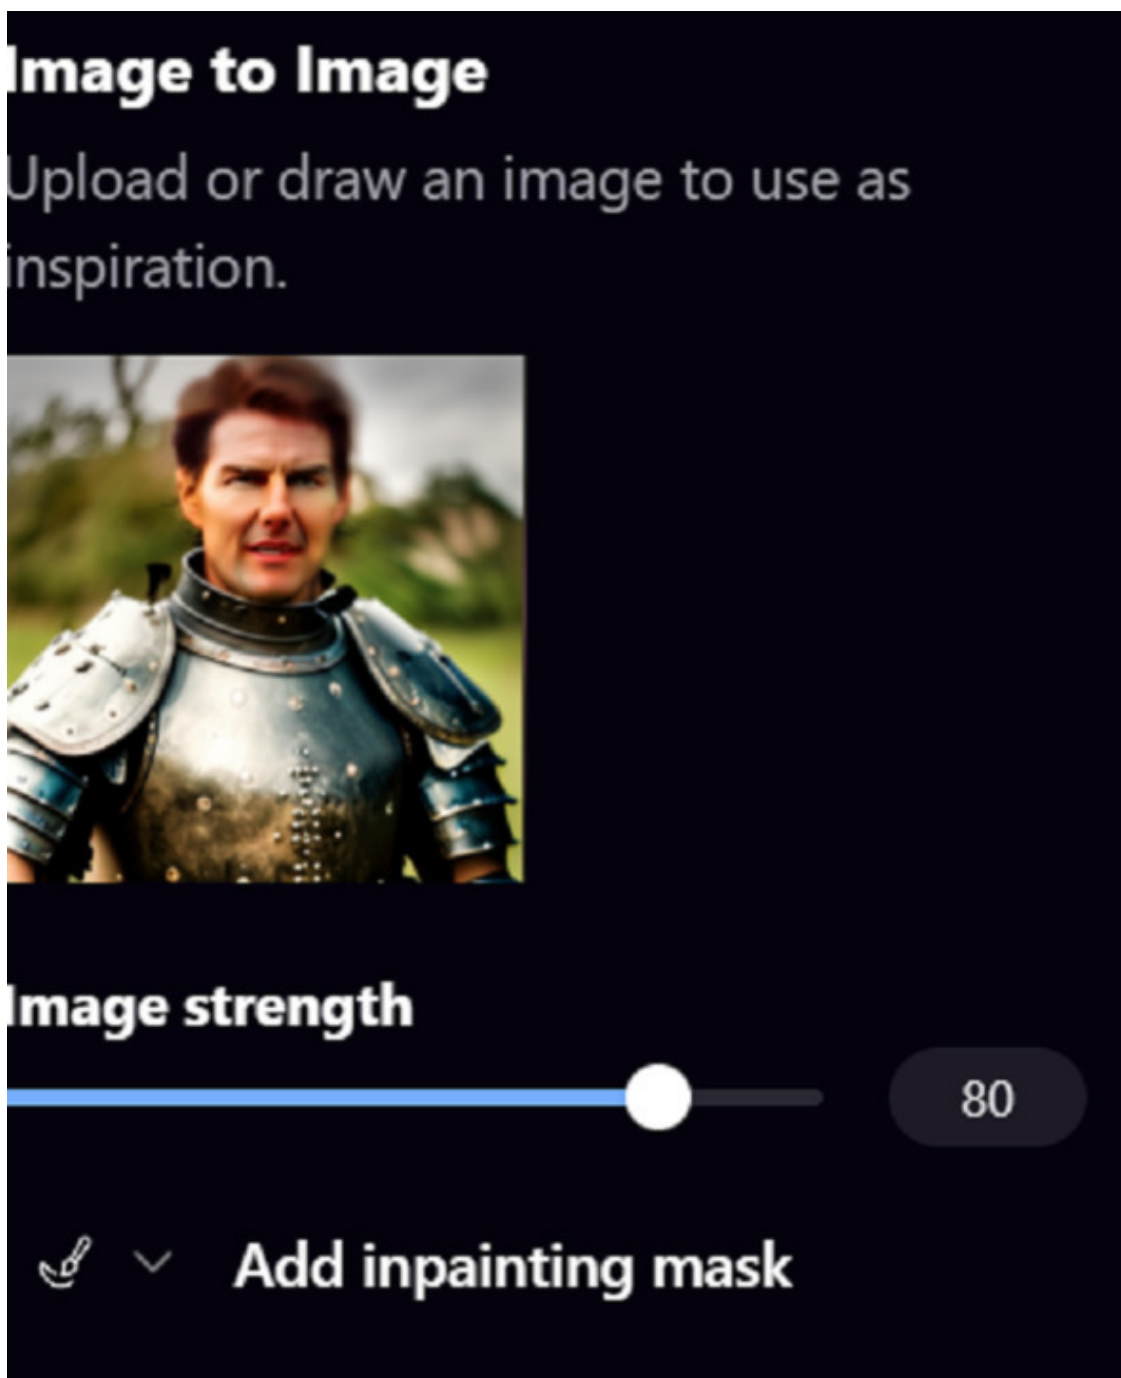 Image to Image
Upload or draw an image to use as
inspiration.
Image strength
80
Add inpainting mask